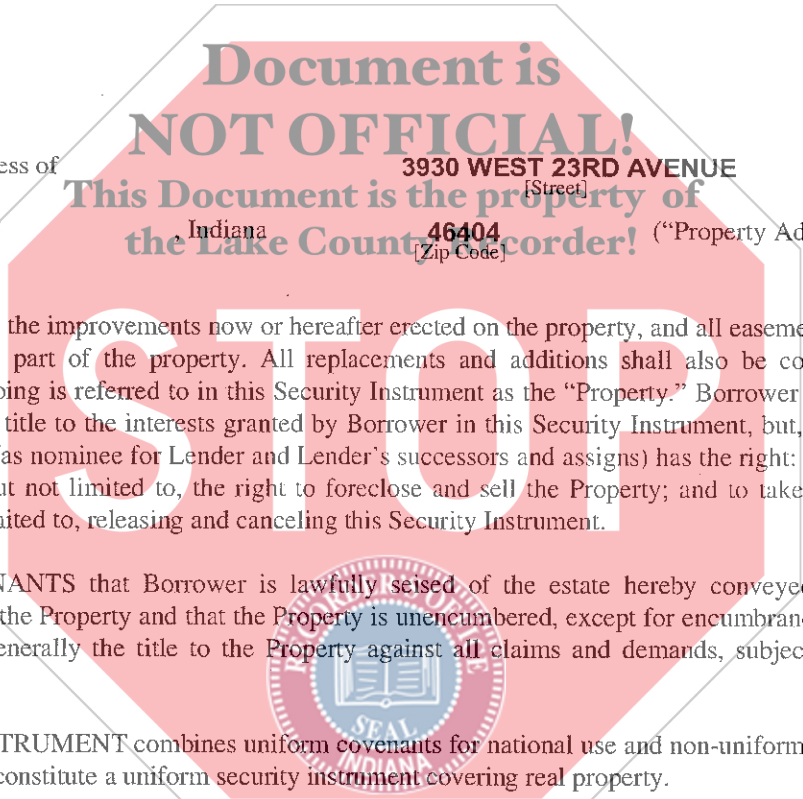 Document is
NOT OFFICIAL!
ess of 3930 WEST 23RD AVENUE
[Street]
This Document is the property of
, Indiana 46404 ("Property Ad
[Zip Code]
the Lake County Recorder!
the improvements now or hereafter erected on the property, and all easeme
part of the property. All replacements and additions shall also be co
oing is referred to in this Security Instrument as the "Property." Borrower
title to the interests granted by Borrower in this Security Instrument, but,
(as nominee for Lender and Lender's successors and assigns) has the right:
ut not limited to, the right to foreclose and sell the Property; and to take
nited to, releasing and canceling this Security Instrument.
STOP
NANTS that Borrower is lawfully seised of the estate hereby conveyed
the Property and that the Property is unencumbered, except for encumbran
enerally the title to the Property against all claims and demands, subjec
RECORDER'S OFFICE
SEAL
INDIANA
TRUMENT combines uniform covenants for national use and non-uniform
constitute a uniform security instrument covering real property.